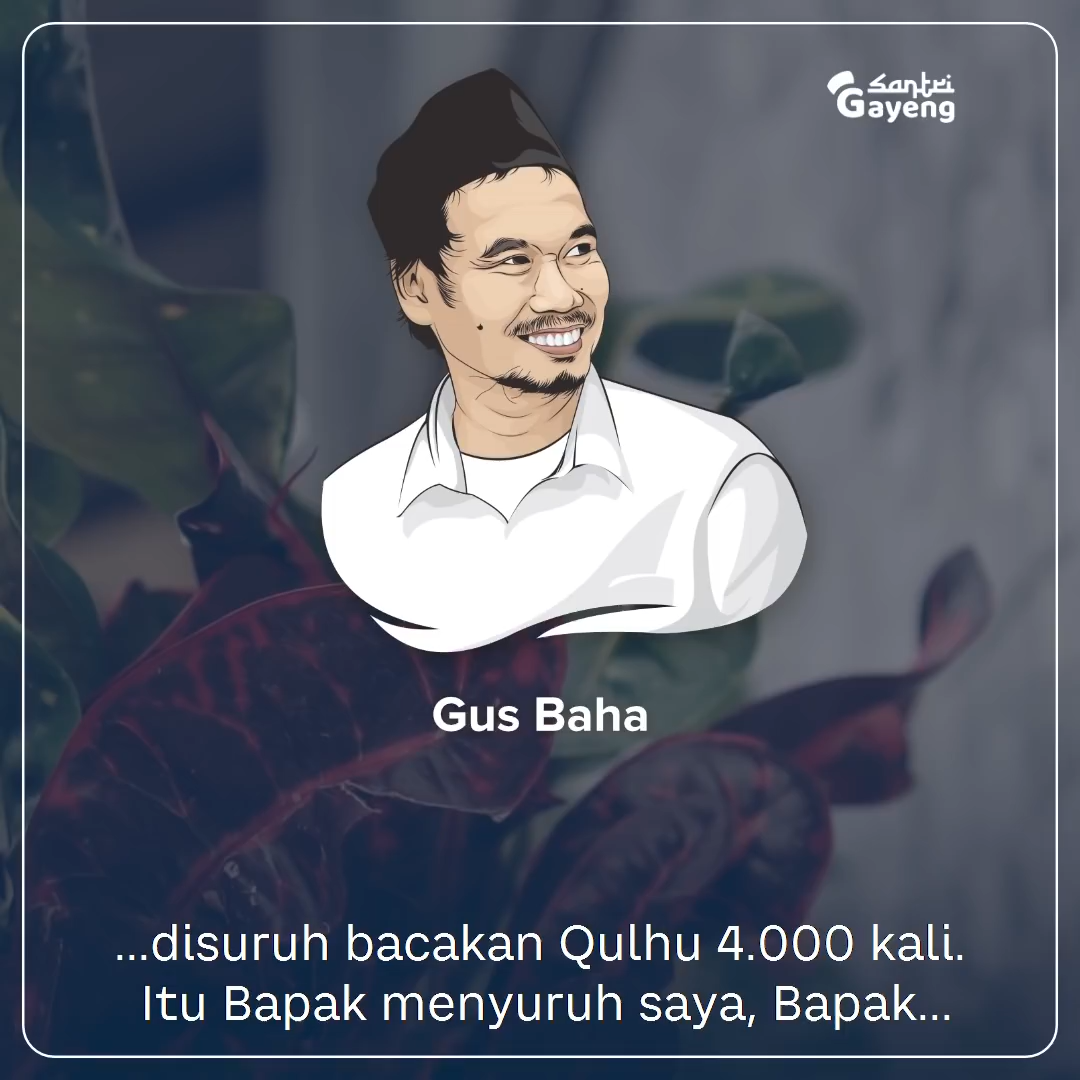 Santri
Gayeng
Gus Baha
...disuruh bacakan Qulhu 4.000 kali.
Itu Bapak menyuruh saya, Bapak...